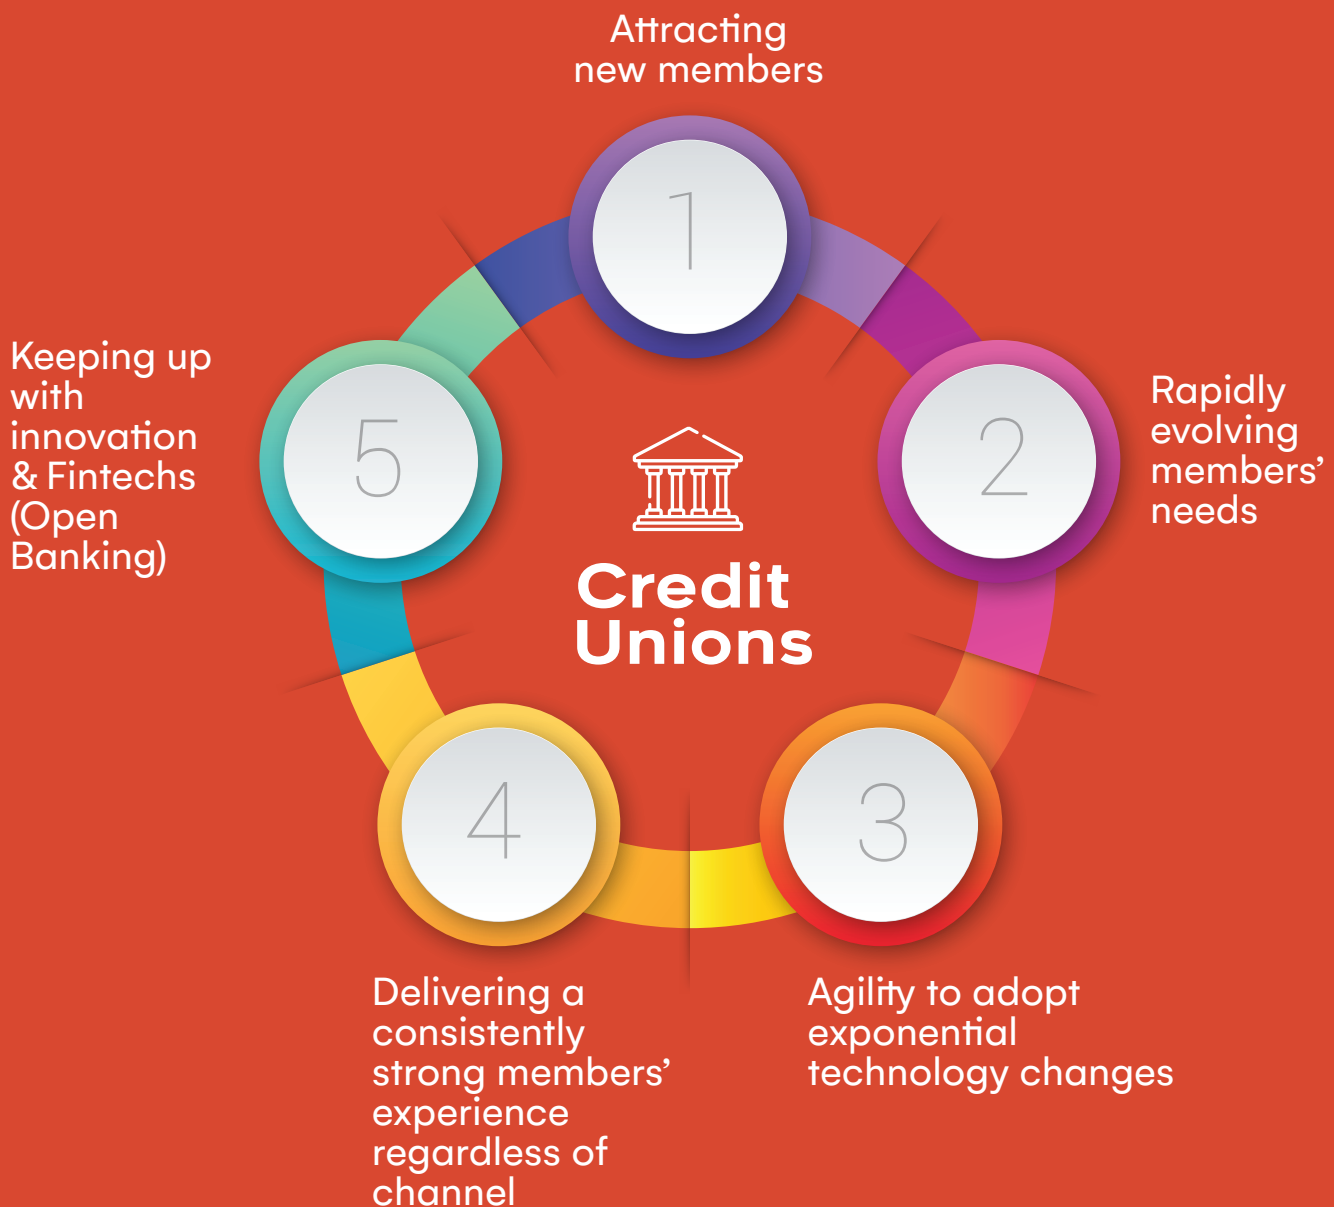 Attracting
new members
1
2
Rapidly
evolving
members’
needs
3
Agility to adopt
exponential
technology changes
4
Delivering a
consistently
strong members’
experience
regardless of
channel
5
Keeping up
with
innovation
& Fintechs
(Open
Banking)
Credit
Unions